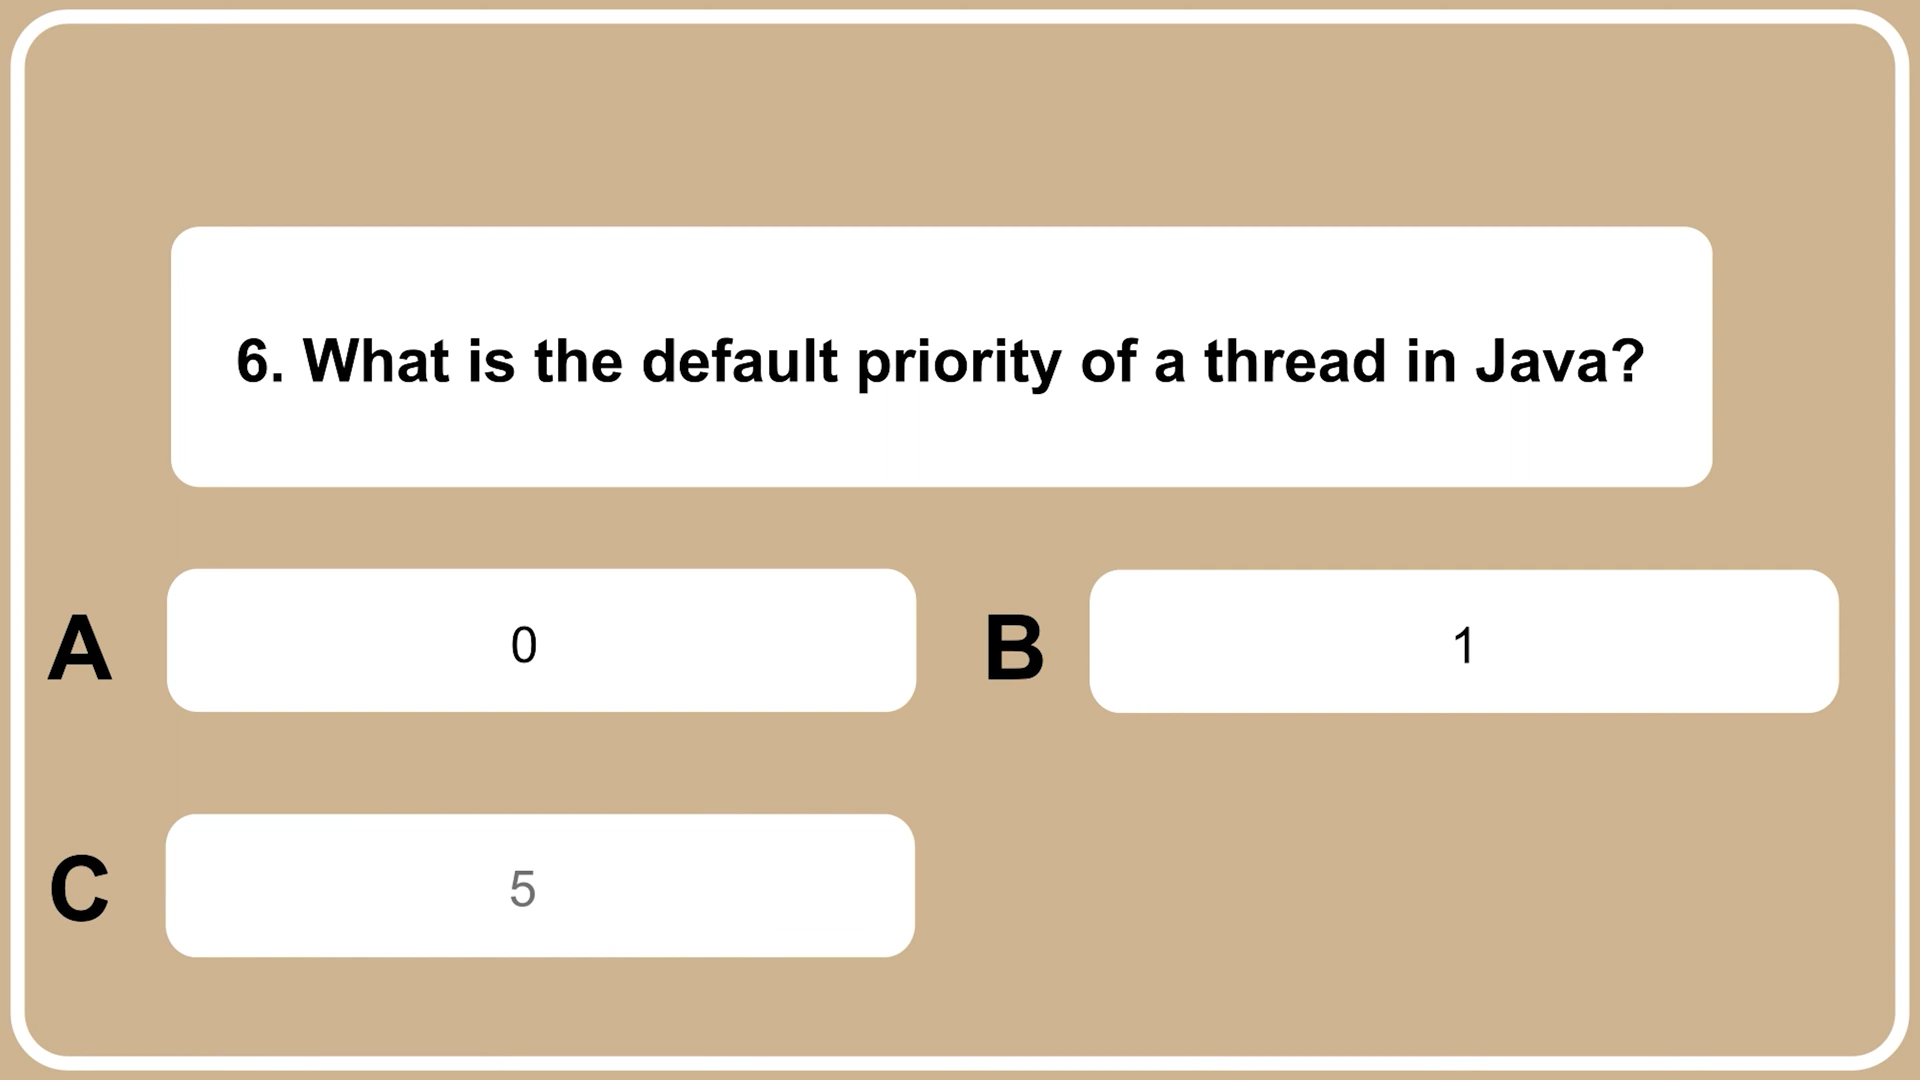 6. What is the default priority of a thread in Java?
A
0
B
1
C
5